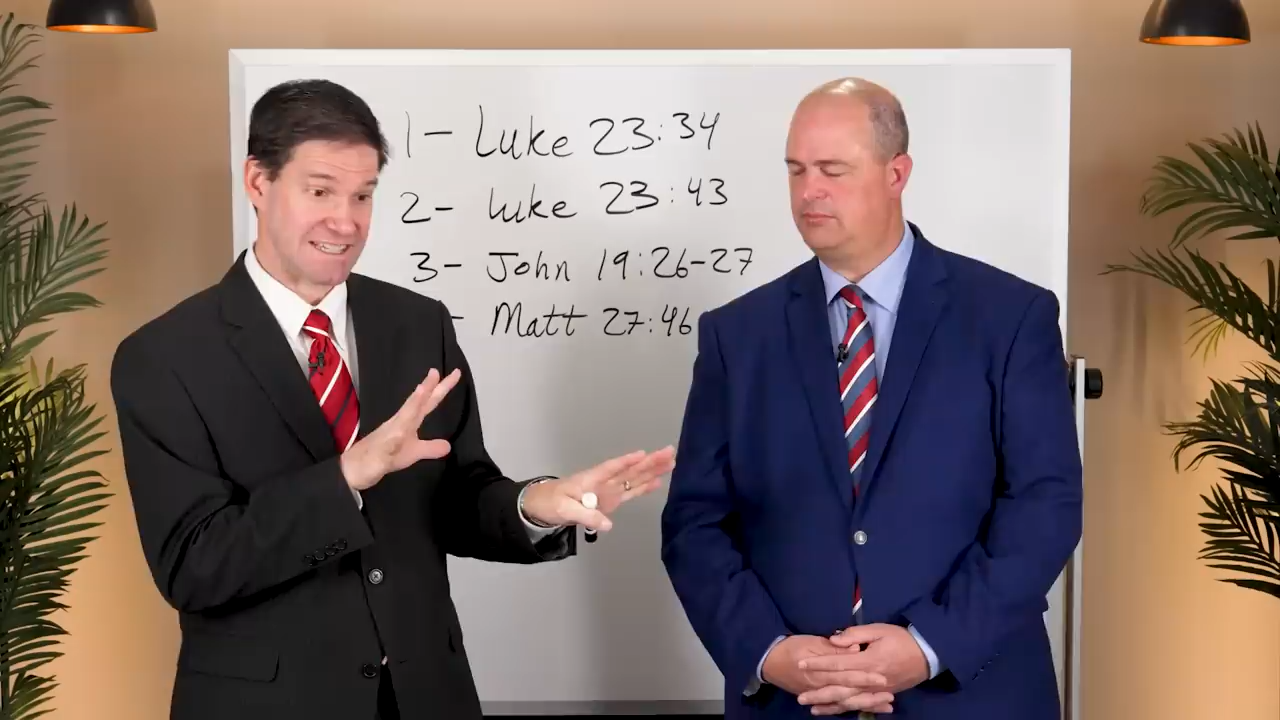 1- Luke 23:34
2- luke 23:43
3- John 19:26-27
- Matt 27:46